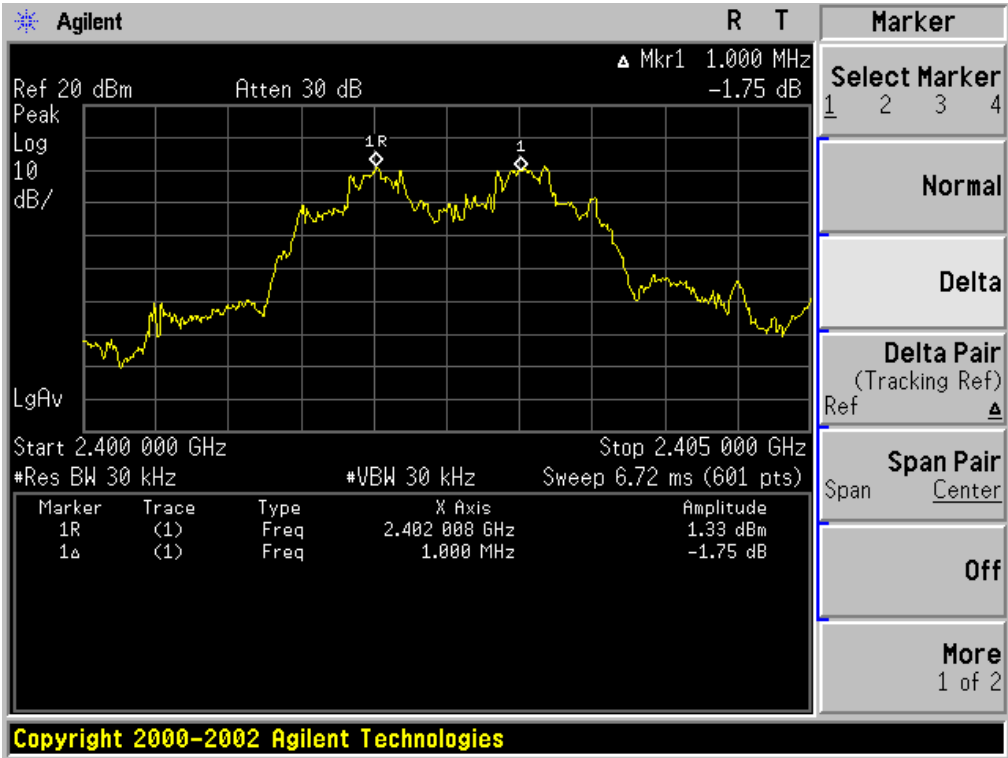 Agilent R T Marker
Δ Mkr1 1.000 MHz
Ref 20 dBm Atten 30 dB -1.75 dB
Peak
Log
10
dB/
1R
1
LgAv
Start 2.400 000 GHz Stop 2.405 000 GHz
#Res BW 30 kHz #VBW 30 kHz Sweep 6.72 ms (601 pts)
Marker Trace Type X Axis Amplitude
1R (1) Freq 2.402 008 GHz 1.33 dBm
1Δ (1) Freq 1.000 MHz -1.75 dB
Select Marker
1 2 3 4
Normal
Delta
Delta Pair
(Tracking Ref)
Ref Δ
Span Pair
Span Center
Off
More
1 of 2
Copyright 2000-2002 Agilent Technologies